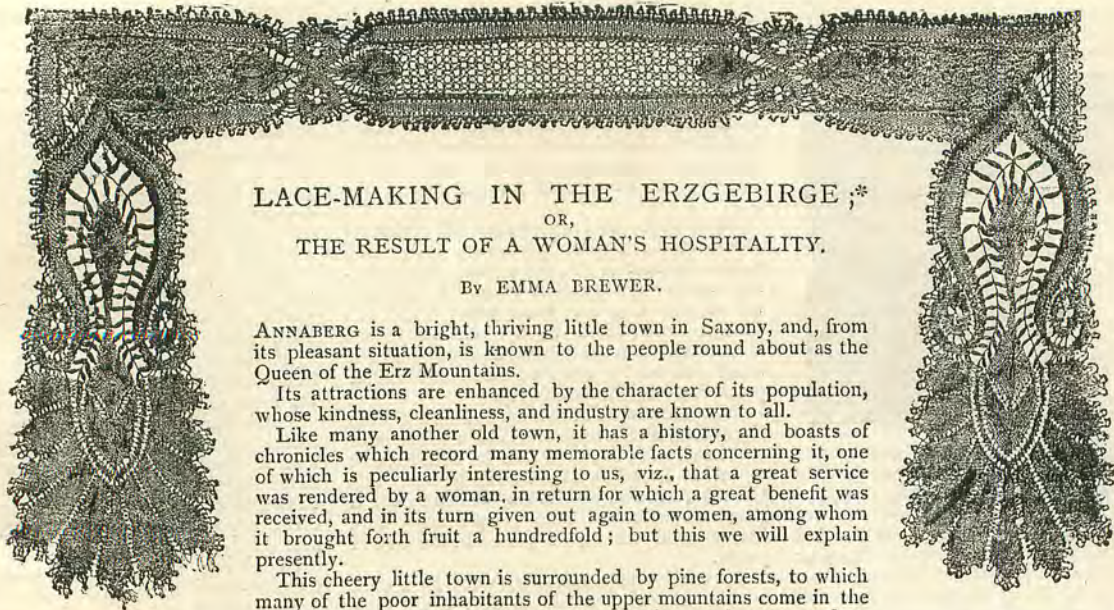 LACE-MAKING IN THE ERZGEBIRGE;*
OR,
THE RESULT OF A WOMAN'S HOSPITALITY.
By EMMA BREWER.
ANNABERG is a bright, thriving little town in Saxony, and, from
its pleasant situation, is known to the people round about as the
Queen of the Erz Mountains.
Its attractions are enhanced by the character of its population,
whose kindness, cleanliness, and industry are known to all.
Like many another old town, it has a history, and boasts of
chronicles which record many memorable facts concerning it, one
of which is peculiarly interesting to us, viz., that a great service
was rendered by a woman, in return for which a great benefit was
received, and in its turn given out again to women, among whom
it brought forth fruit a hundredfold; but this we will explain
presently.
This cheery little town is surrounded by pine forests, to which
many of the poor inhabitants of the upper mountains come in the